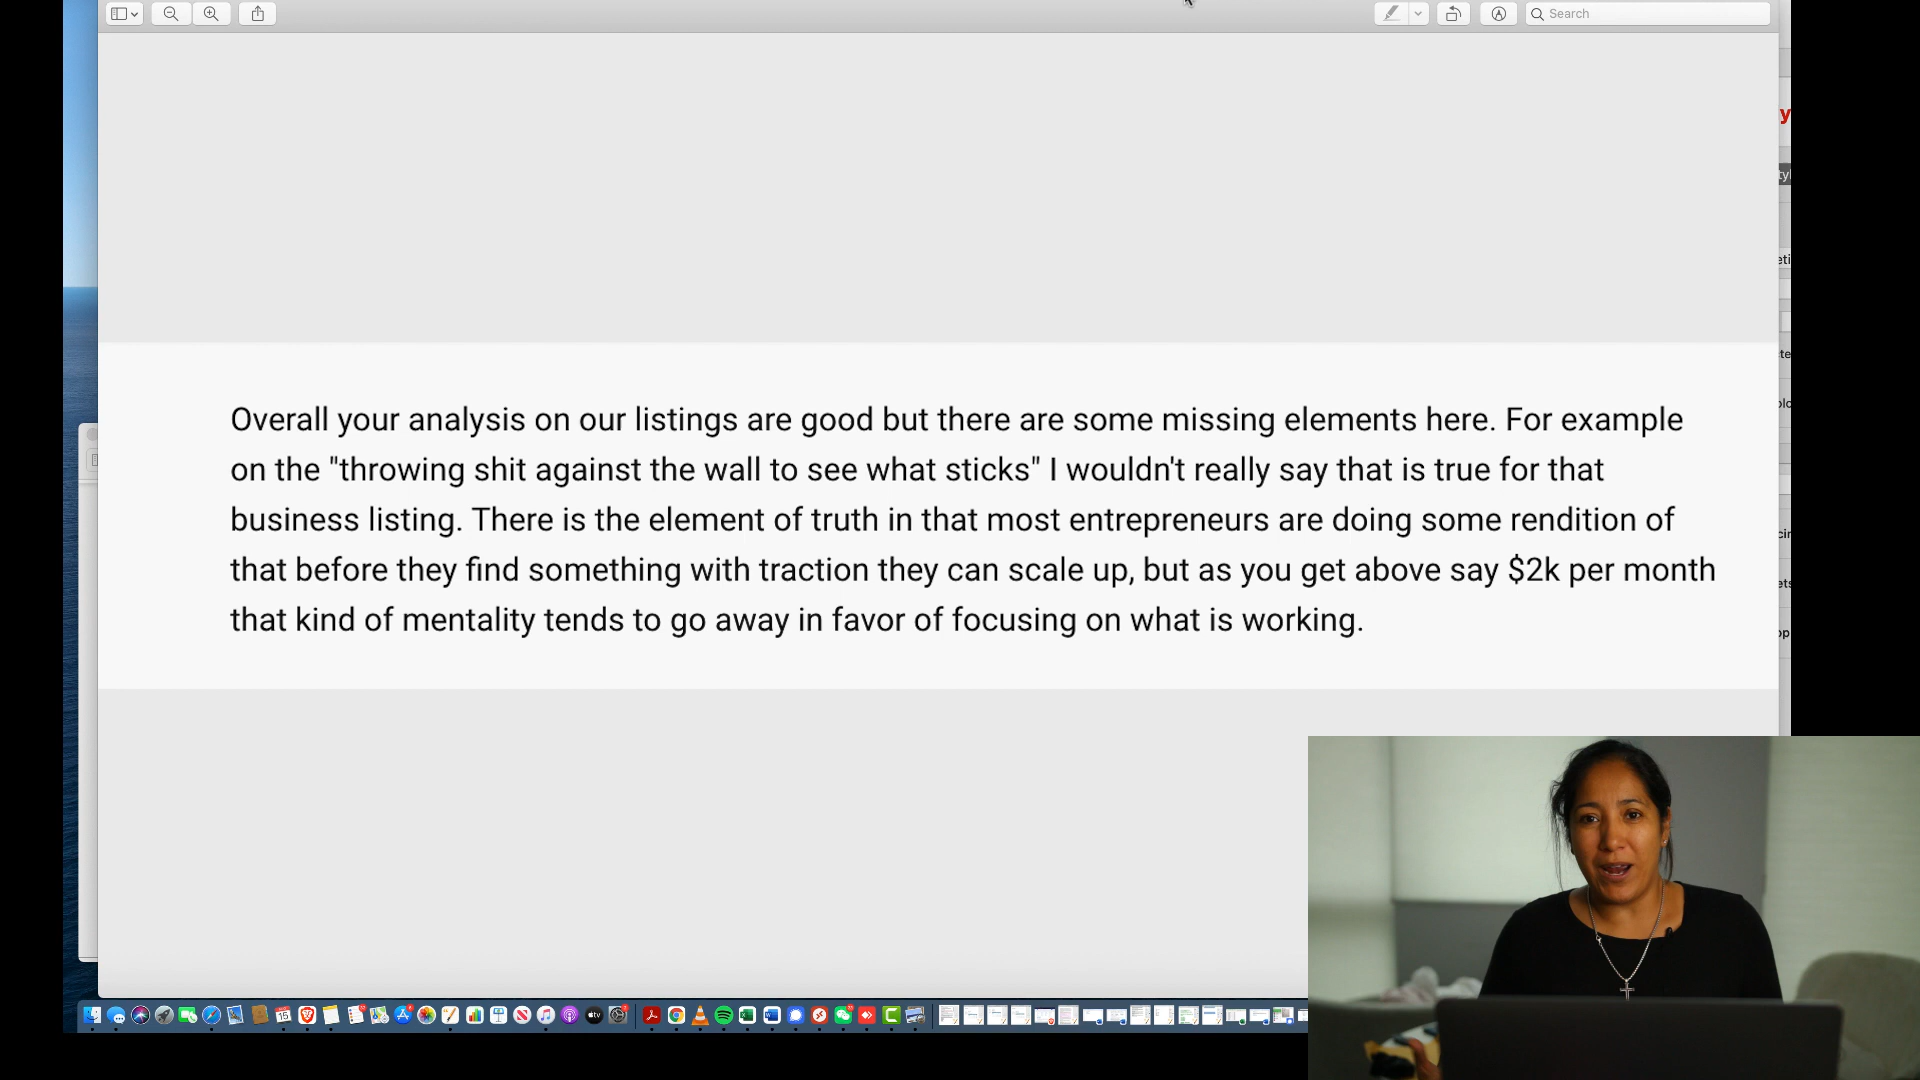 Search
Overall your analysis on our listings are good but there are some missing elements here. For example
on the "throwing shit against the wall to see what sticks" I wouldn't really say that is true for that
business listing. There is the element of truth in that most entrepreneurs are doing some rendition of
that before they find something with traction they can scale up, but as you get above say $2k per month
that kind of mentality tends to go away in favor of focusing on what is working.